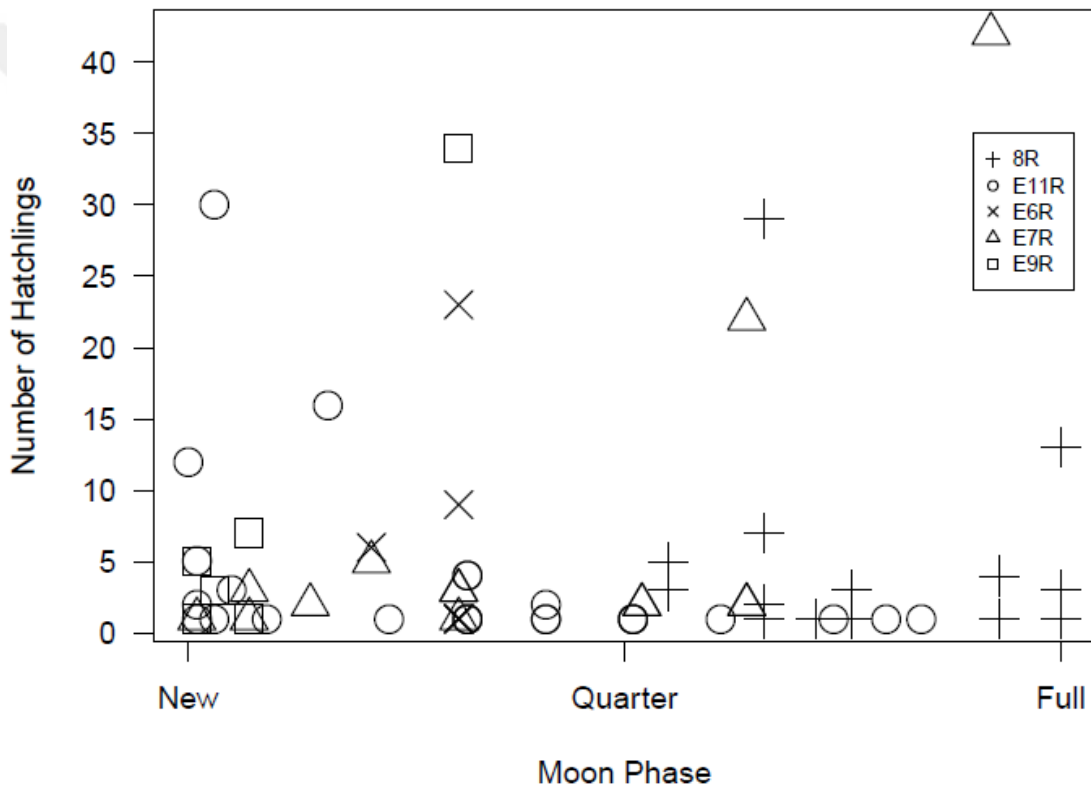 Number of Hatchlings
40
35
30
25
20
15
10
5
0
8R
E11R
E6R
E7R
E9R
New
Quarter
Full
Moon Phase